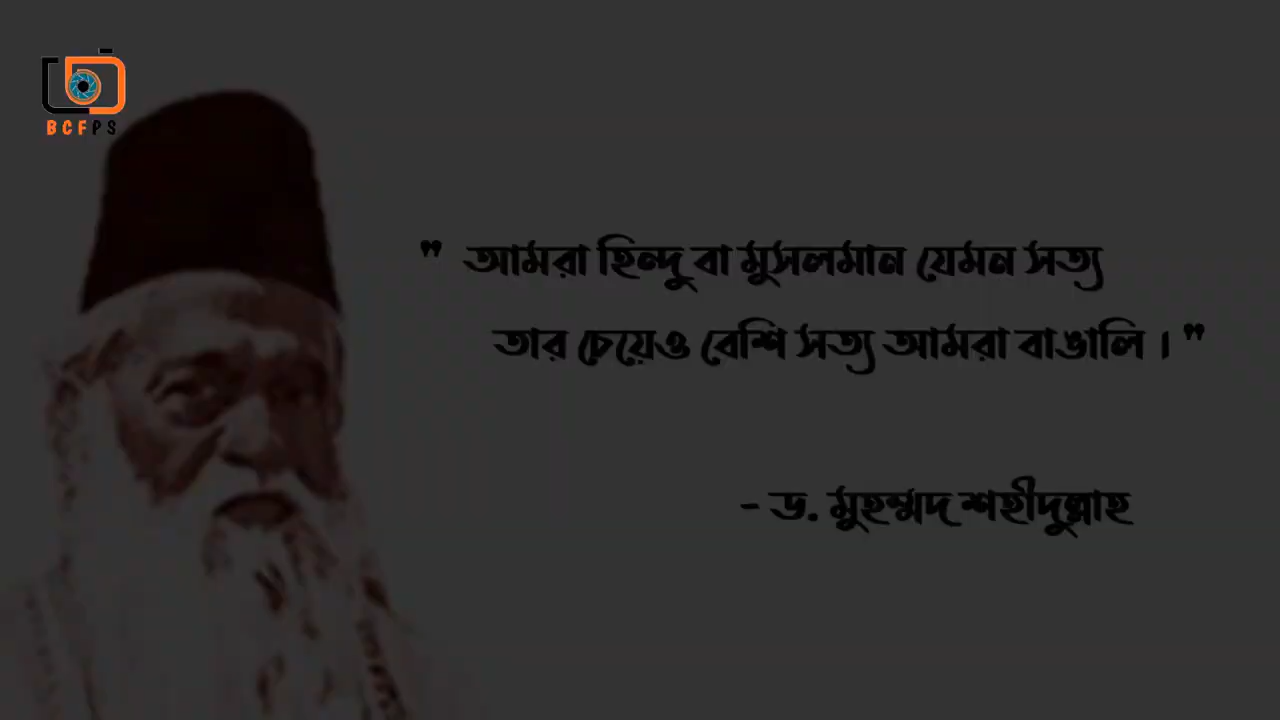 BCFPS
" আমরা হিন্দু বা মুসলমান যেমন সত্য
তার চেয়েও বেশি সত্য আমরা বাঙালি । "
- ড. মুহম্মদ শহীদুল্লাহ